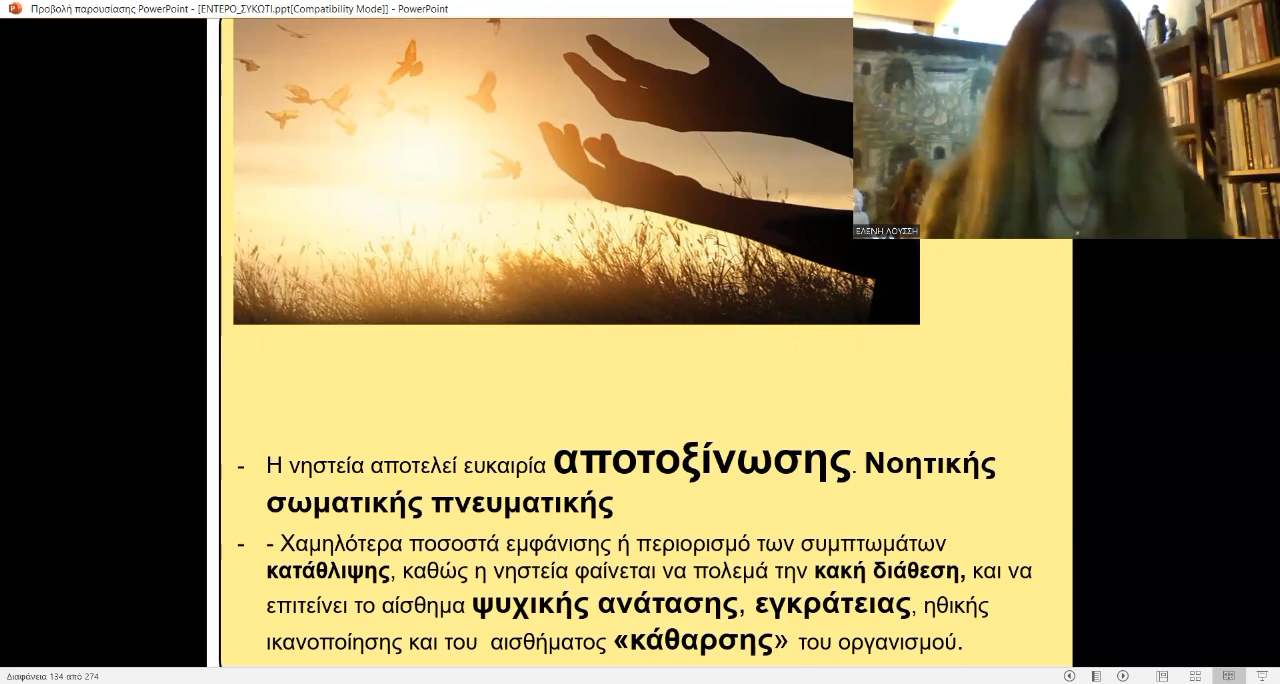 Προβολή παρουσίασης PowerPoint - [ΕΝΤΕΡΟ_ΣΥΚΩΤΙ.ppt[Compatibility Mode]] - PowerPoint
ΕΛΕΝΗ ΛΟΥΣΣΗ
- Η νηστεία αποτελεί ευκαιρία αποτοξίνωσης. Νοητικής
σωματικής πνευματικής
- - Χαμηλότερα ποσοστά εμφάνισης ή περιορισμό των συμπτωμάτων
κατάθλιψης, καθώς η νηστεία φαίνεται να πολεμά την κακή διάθεση, και να
επιτείνει το αίσθημα ψυχικής ανάτασης, εγκράτειας, ηθικής
ικανοποίησης και του αισθήματος «κάθαρσης» του οργανισμού.
Διαφάνεια 134 από 274